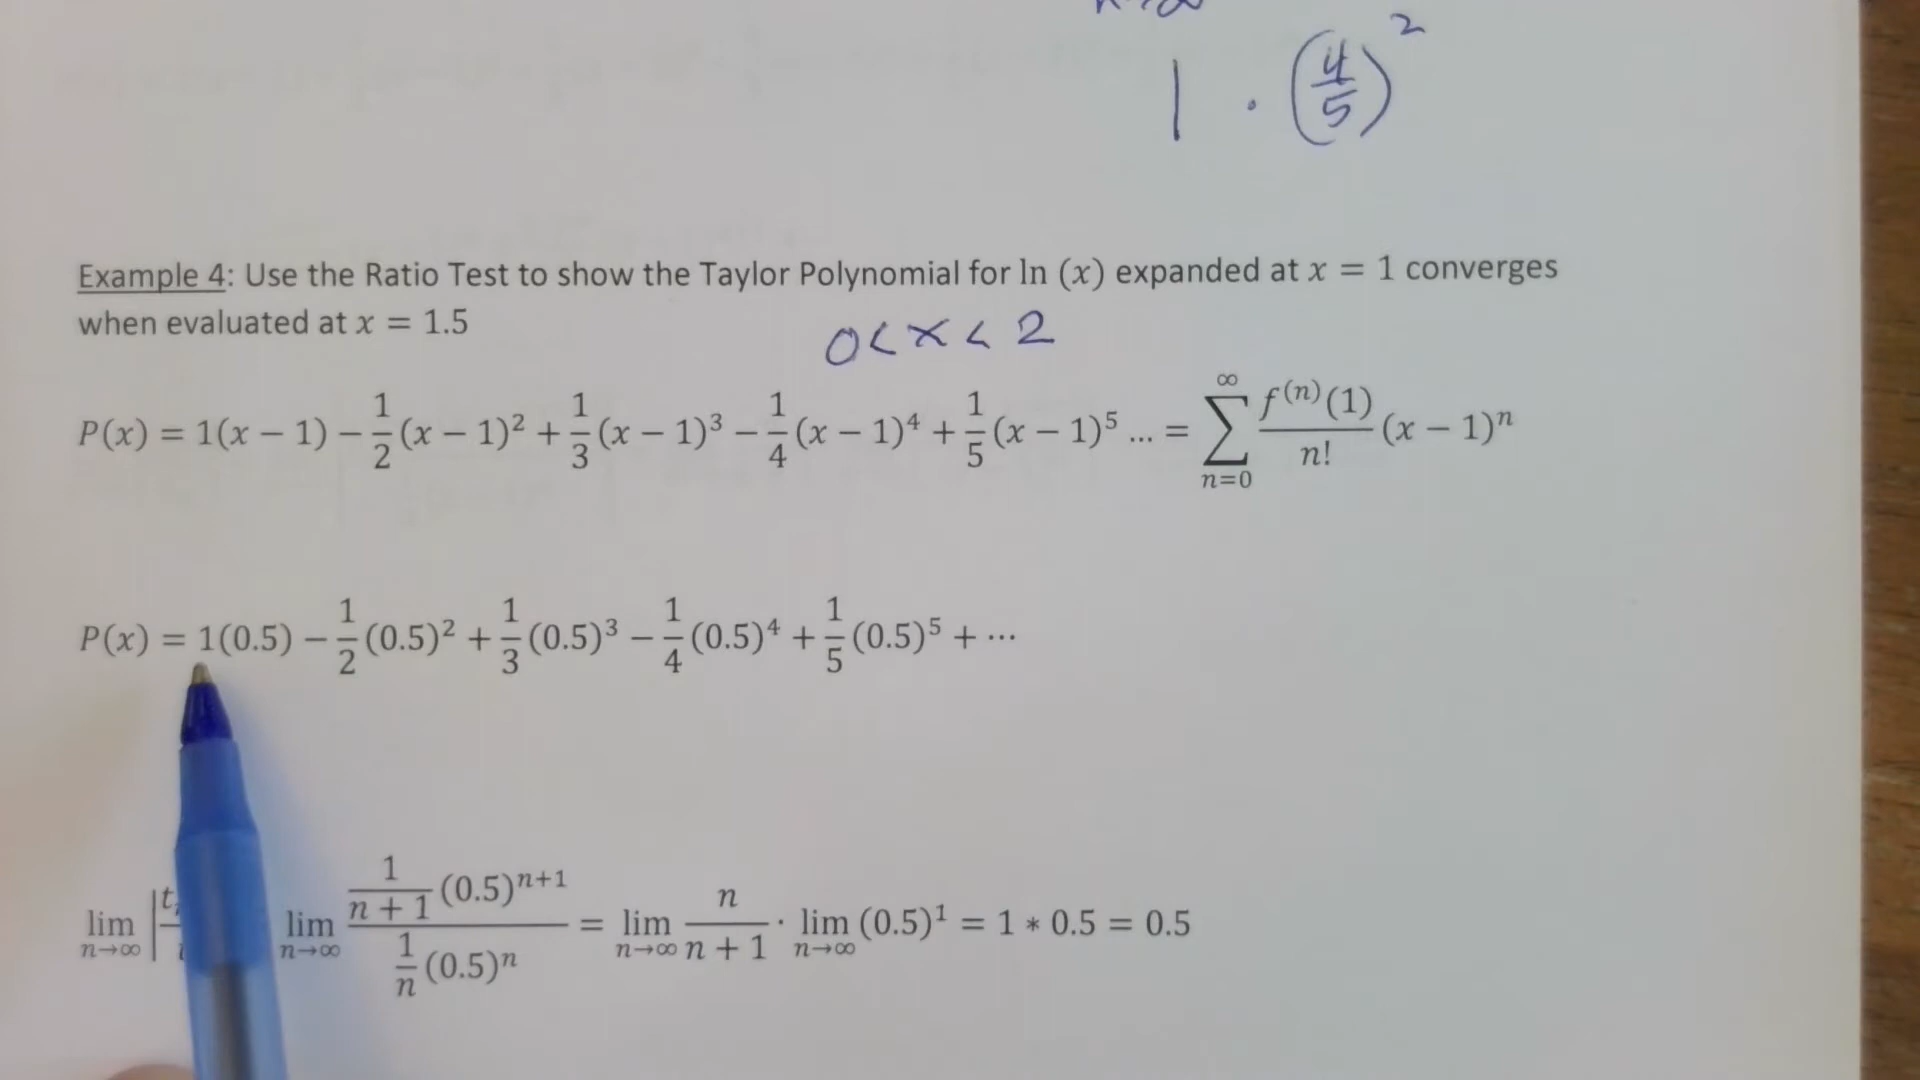 1 · (4/5)^2
Example 4: Use the Ratio Test to show the Taylor Polynomial for ln (x) expanded at x = 1 converges
when evaluated at x = 1.5
0 < x < 2
P(x) = 1(x − 1) − 1/2 (x − 1)^2 + 1/3 (x − 1)^3 − 1/4 (x − 1)^4 + 1/5 (x − 1)^5 ... = ∑_{n=0}^{∞} f^{(n)}(1)/n! (x − 1)^n
P(x) = 1(0.5) − 1/2 (0.5)^2 + 1/3 (0.5)^3 − 1/4 (0.5)^4 + 1/5 (0.5)^5 + ⋯
lim_{n→∞} | t lim_{n→∞} (1/(n + 1) (0.5)^{n+1})/(1/n (0.5)^n) = lim_{n→∞} n/(n + 1) · lim_{n→∞} (0.5)^1 = 1 * 0.5 = 0.5